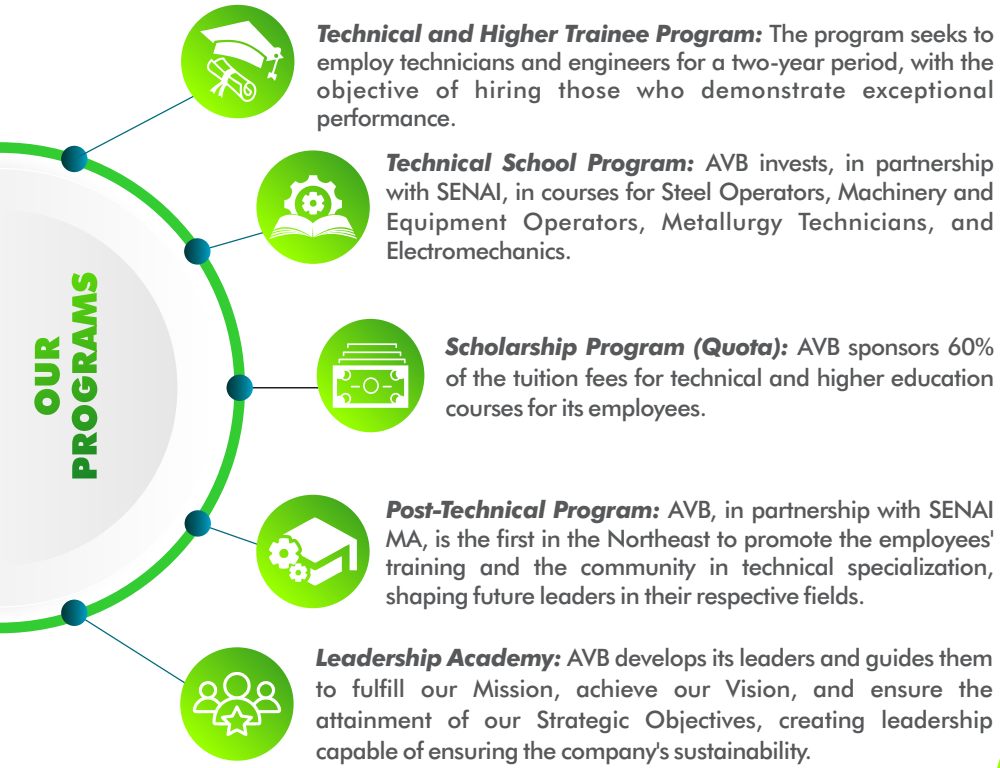 OUR
PROGRAMS
Technical and Higher Trainee Program: The program seeks to
employ technicians and engineers for a two-year period, with the
objective of hiring those who demonstrate exceptional
performance.
Technical School Program: AVB invests, in partnership
with SENAI, in courses for Steel Operators, Machinery and
Equipment Operators, Metallurgy Technicians, and
Electromechanics.
Scholarship Program (Quota): AVB sponsors 60%
of the tuition fees for technical and higher education
courses for its employees.
Post-Technical Program: AVB, in partnership with SENAI
MA, is the first in the Northeast to promote the employees'
training and the community in technical specialization,
shaping future leaders in their respective fields.
Leadership Academy: AVB develops its leaders and guides them
to fulfill our Mission, achieve our Vision, and ensure the
attainment of our Strategic Objectives, creating leadership
capable of ensuring the company's sustainability.